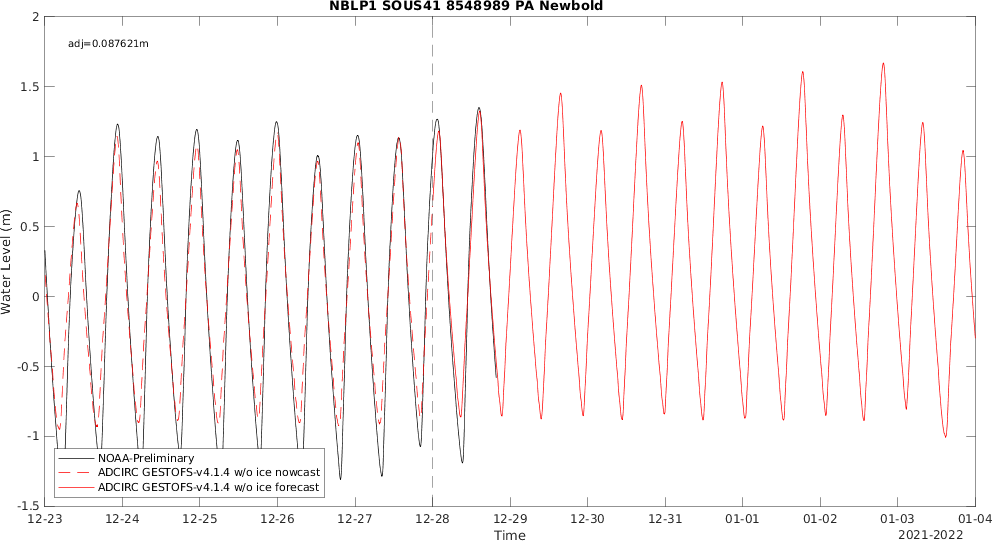 NBLP1 SOUS41 8548989 PA Newbold
adj=0.087621m
Water Level (m)
2
1.5
1
0.5
0
-0.5
-1
-1.5
NOAA-Preliminary
ADCIRC GESTOFS-v4.1.4 w/o ice nowcast
ADCIRC GESTOFS-v4.1.4 w/o ice forecast
12-23 12-24 12-25 12-26 12-27 12-28 12-29 12-30 12-31 01-01 01-02 01-03 01-04
Time
2021-2022